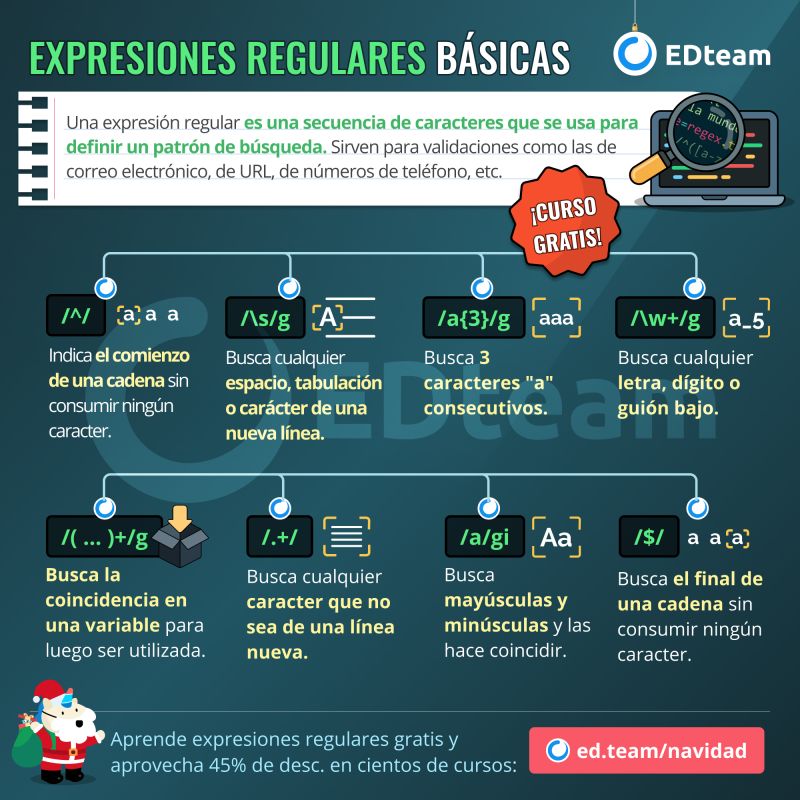 EXPRESIONES REGULARES BÁSICAS
EDteam
Una expresión regular es una secuencia de caracteres que se usa para
definir un patrón de búsqueda. Sirven para validaciones como las de
correo electrónico, de URL, de números de teléfono, etc.
la mund
=regex.
/^([a-
¡CURSO
GRATIS!
/^/
a a a
/\s/g
A
/a{3}/g
aaa
/\w+/g
a_5
Indica el comienzo
de una cadena sin
consumir ningún
caracter.
Busca cualquier
espacio, tabulación
o carácter de una
nueva línea.
Busca 3
caracteres "a"
consecutivos.
Busca cualquier
letra, dígito o
guión bajo.
EDteam
/( ... )+/g
/.+/
/a/gi
Aa
/$/
a a a
Busca la
coincidencia en
una variable para
luego ser utilizada.
Busca cualquier
caracter que no
sea de una línea
nueva.
Busca
mayúsculas y
minúsculas y las
hace coincidir.
Busca el final de
una cadena sin
consumir ningún
caracter.
Aprende expresiones regulares gratis y
aprovecha 45% de desc. en cientos de cursos:
ed.team/navidad